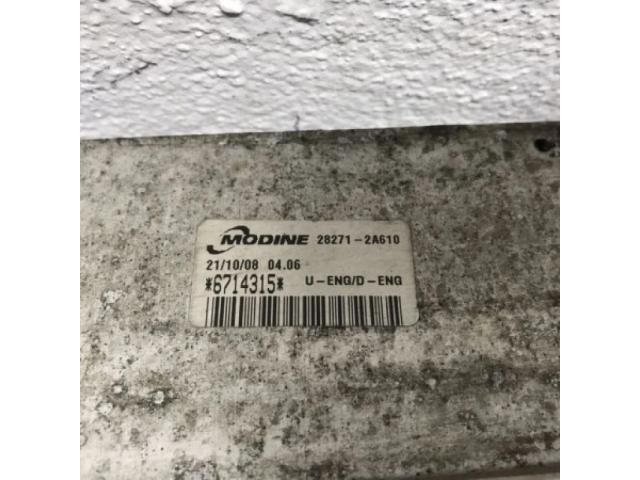 MODINE 28271-2A610
21/10/08 04.06
*6714315* U-ENG/D-ENG